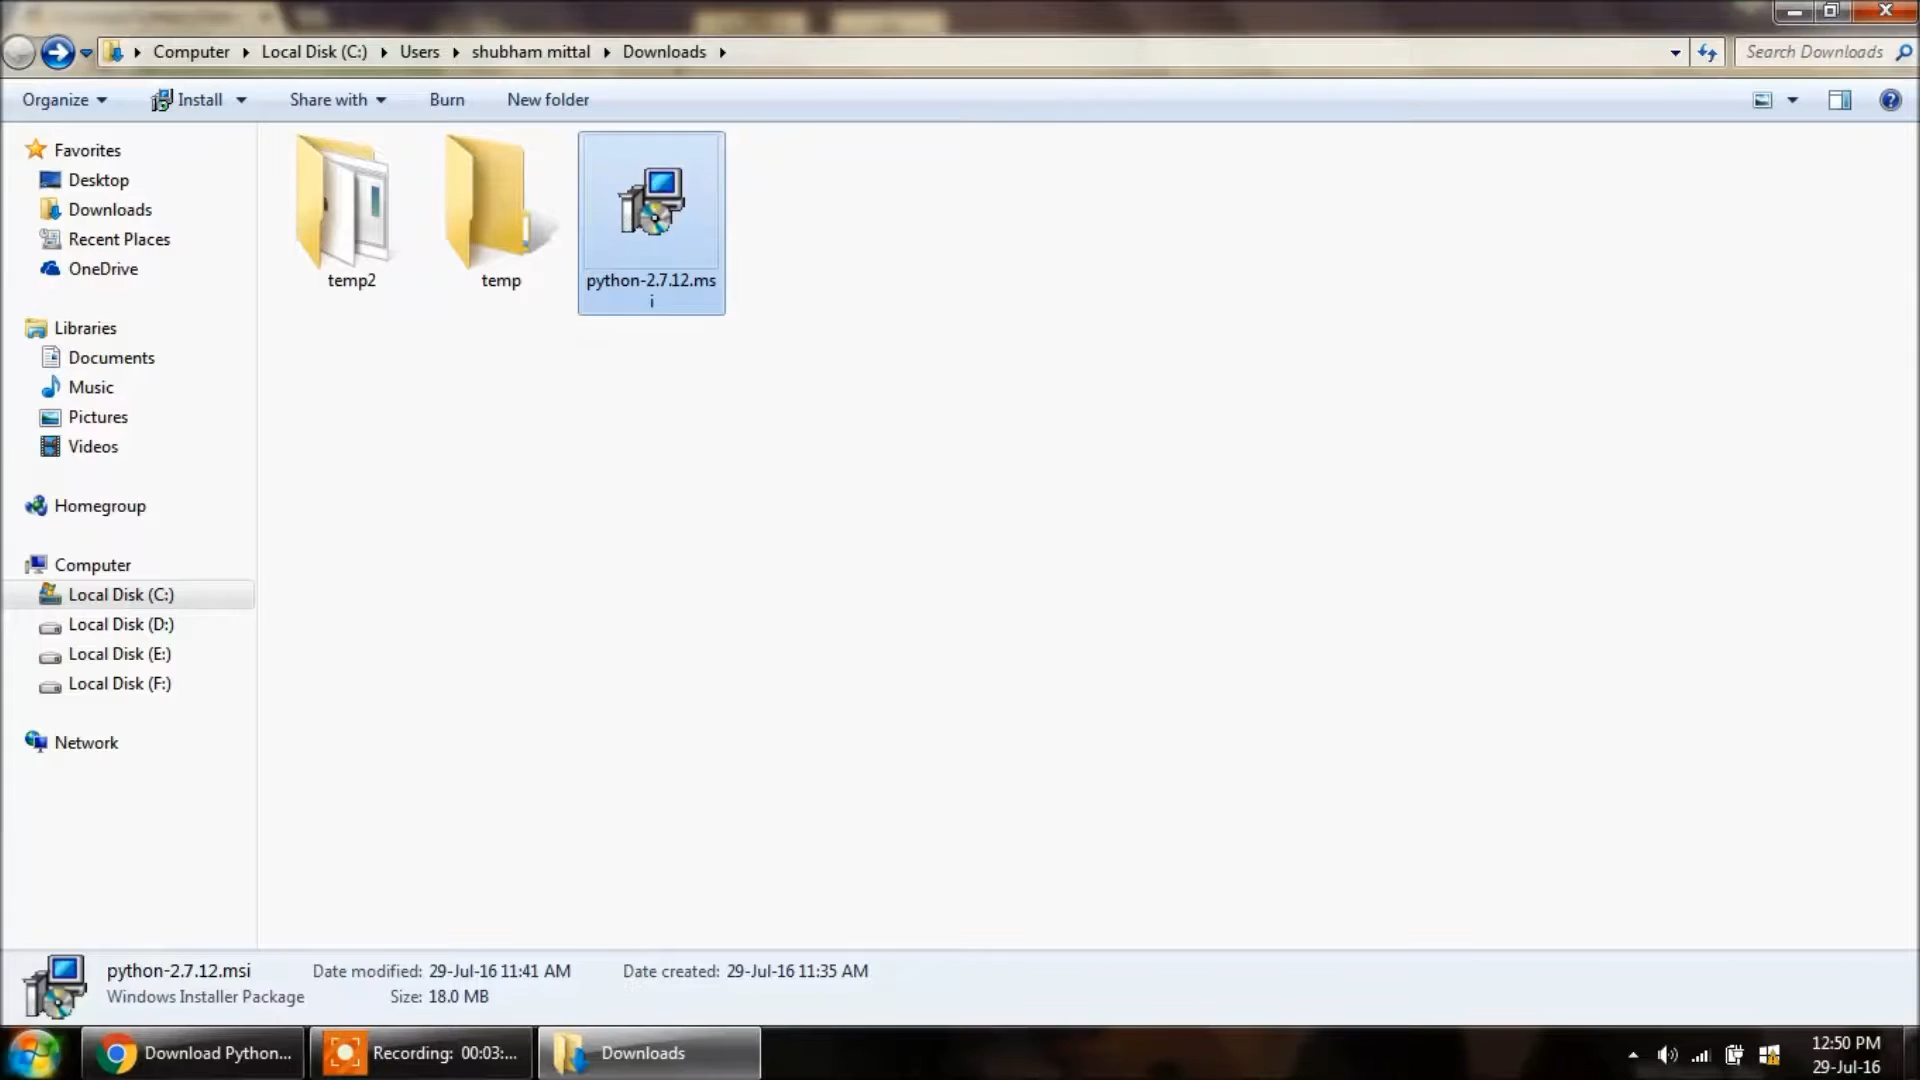 Computer Local Disk (C:) Users shubham mittal Downloads
Search Downloads
Organize Install Share with Burn New folder
Favorites
Desktop
Downloads
Recent Places
OneDrive
Libraries
Documents
Music
Pictures
Videos
Homegroup
Computer
Local Disk (C:)
Local Disk (D:)
Local Disk (E:)
Local Disk (F:)
Network
temp2
temp
python-2.7.12.ms
i
python-2.7.12.msi Date modified: 29-Jul-16 11:41 AM Date created: 29-Jul-16 11:35 AM
Windows Installer Package Size: 18.0 MB
Download Python... Recording: 00:03:... Downloads
12:50 PM
29-Jul-16